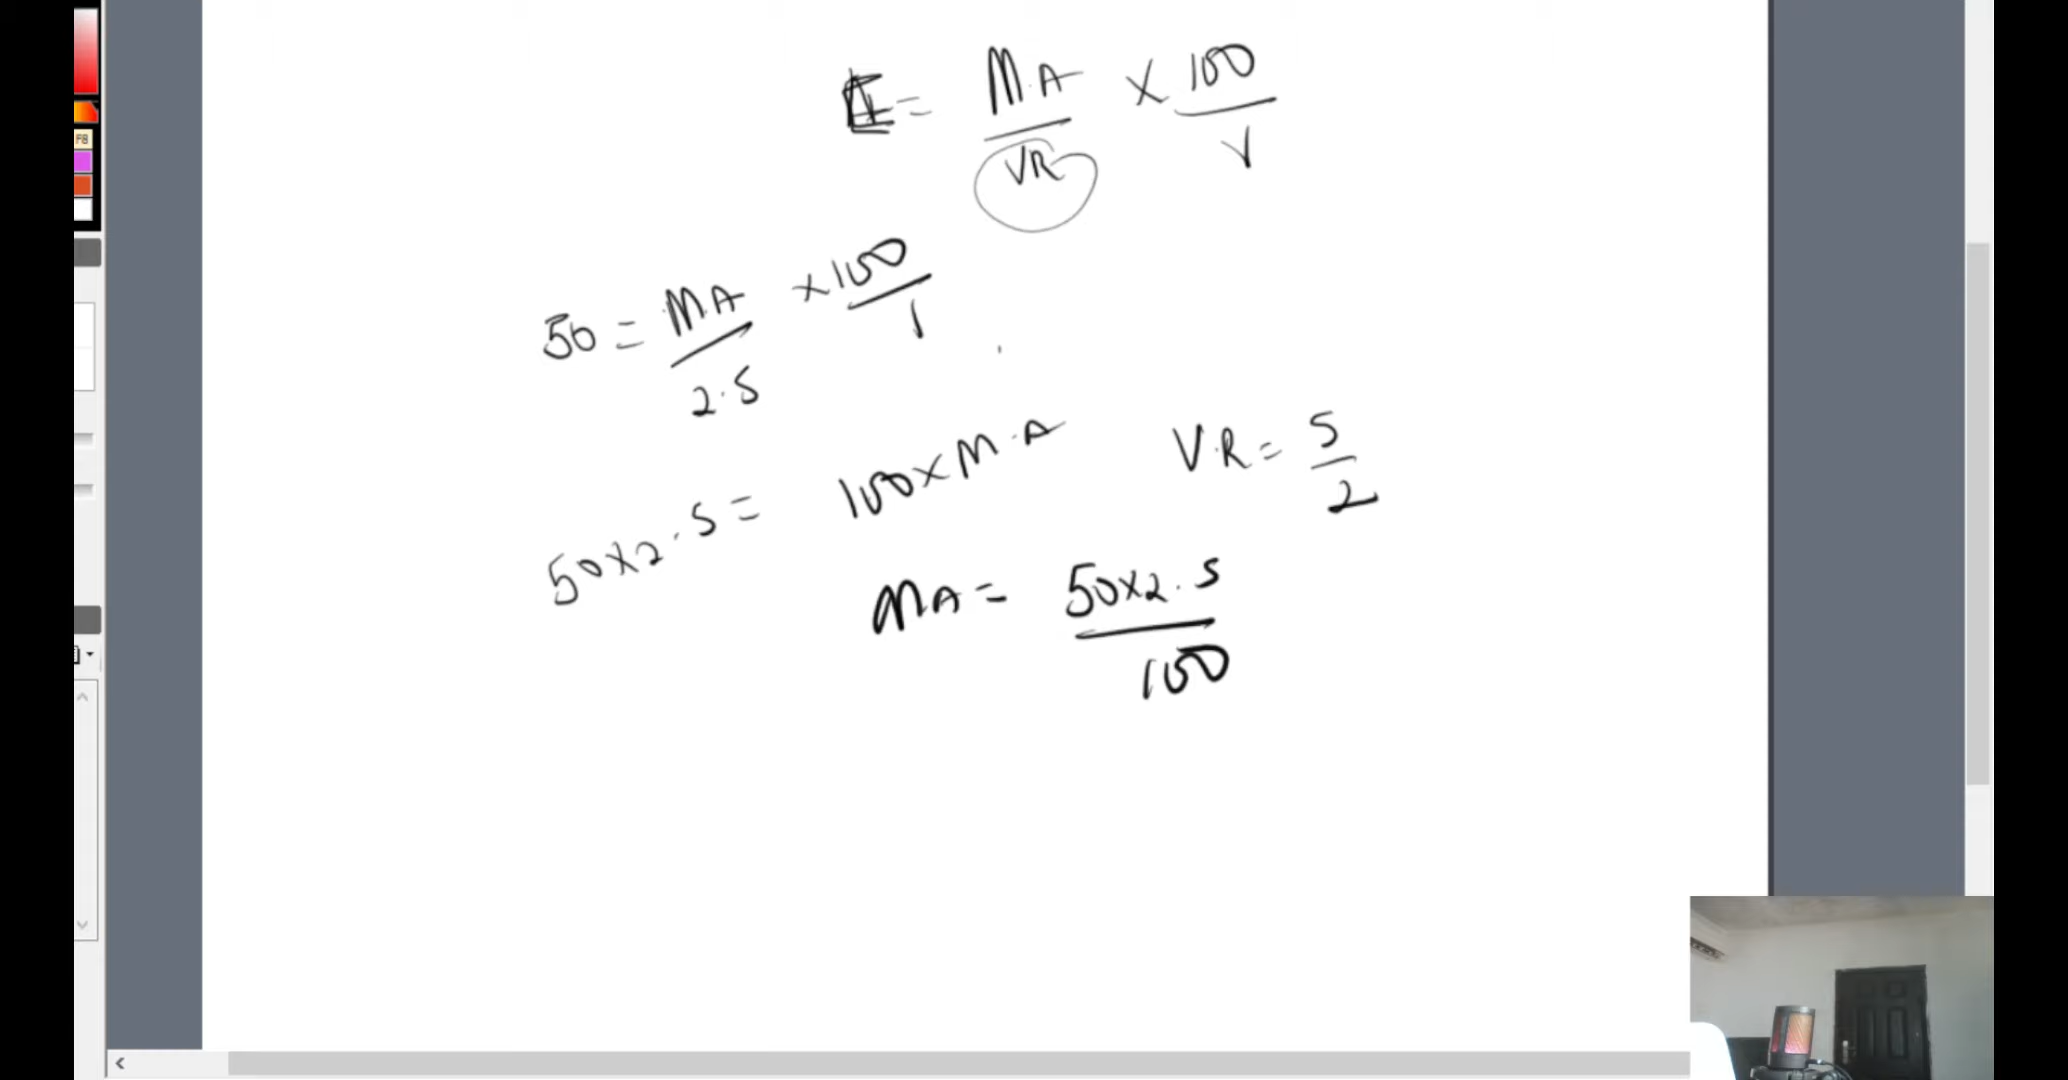 F8
E = M.A / VR × 100 / 1
50 = M.A / 2.5 × 100 / 1
50×2.5 = 100×M.A
V.R = 5 / 2
MA = 50×2.5 / 100